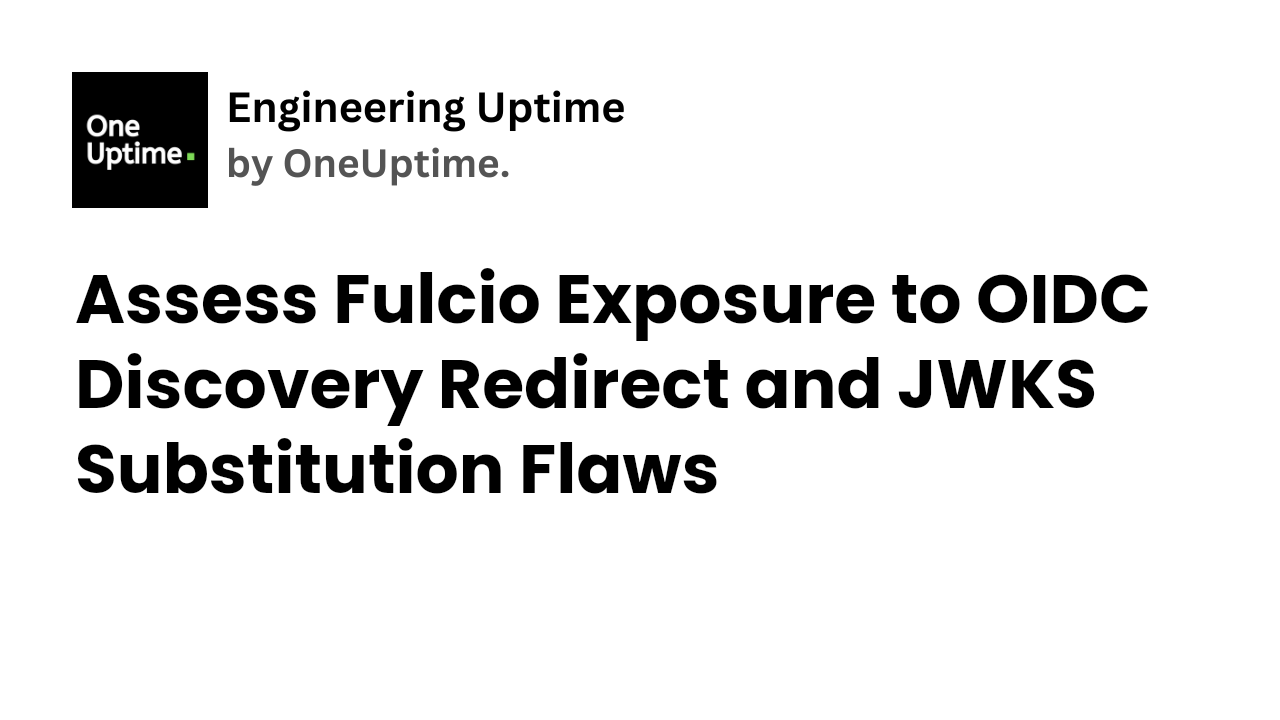 One
Uptime.
Engineering Uptime
by OneUptime.
Assess Fulcio Exposure to OIDC
Discovery Redirect and JWKS
Substitution Flaws